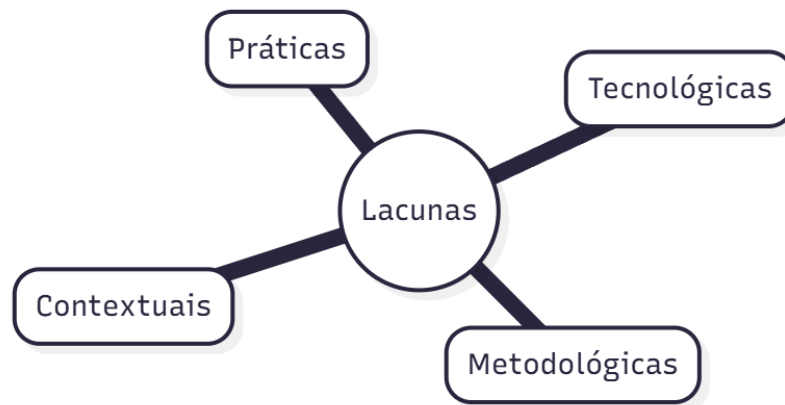 Práticas
Tecnológicas
Lacunas
Contextuais
Metodológicas